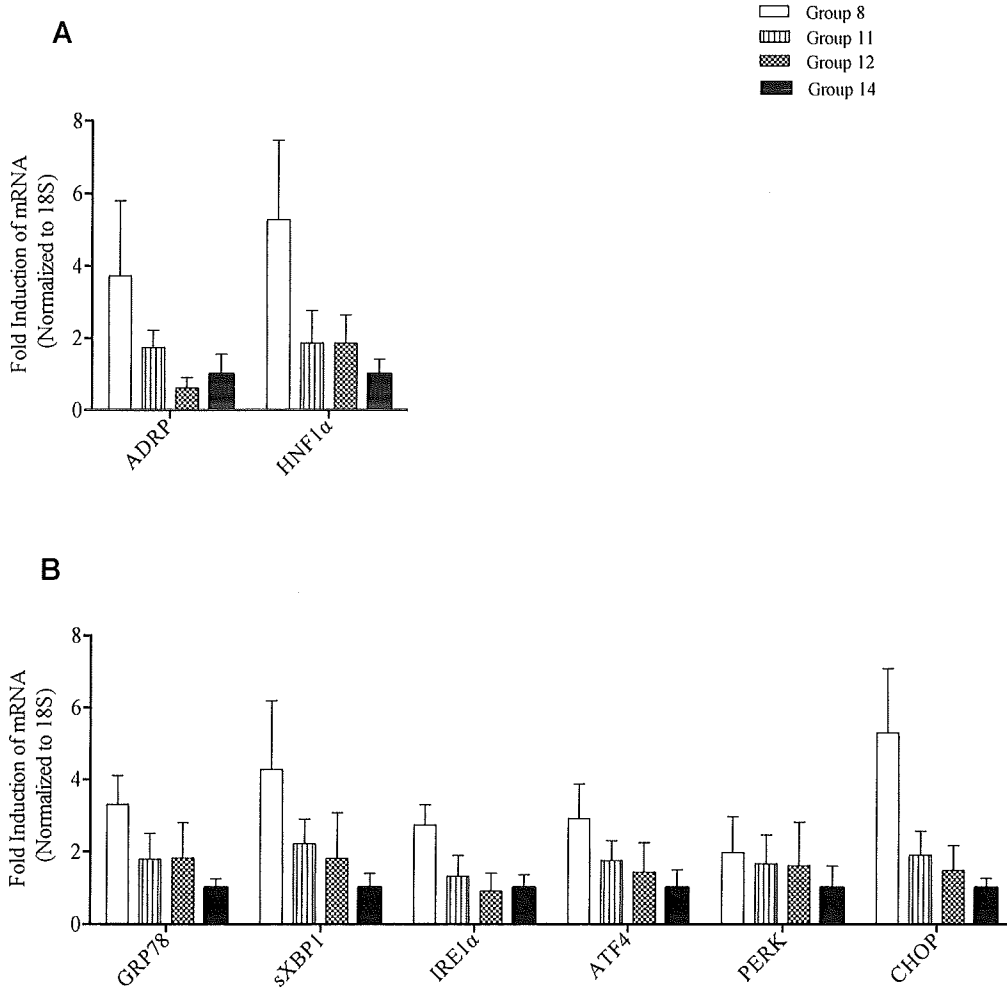 A
Group 8
Group 11
Group 12
Group 14
Fold Induction of mRNA
(Normalized to 18S)
8
6
4
2
0
ADRP
HNF1α
B
Fold Induction of mRNA
(Normalized to 18S)
8
6
4
2
0
GRP78
sXBP1
IRE1α
ATF4
PERK
CHOP